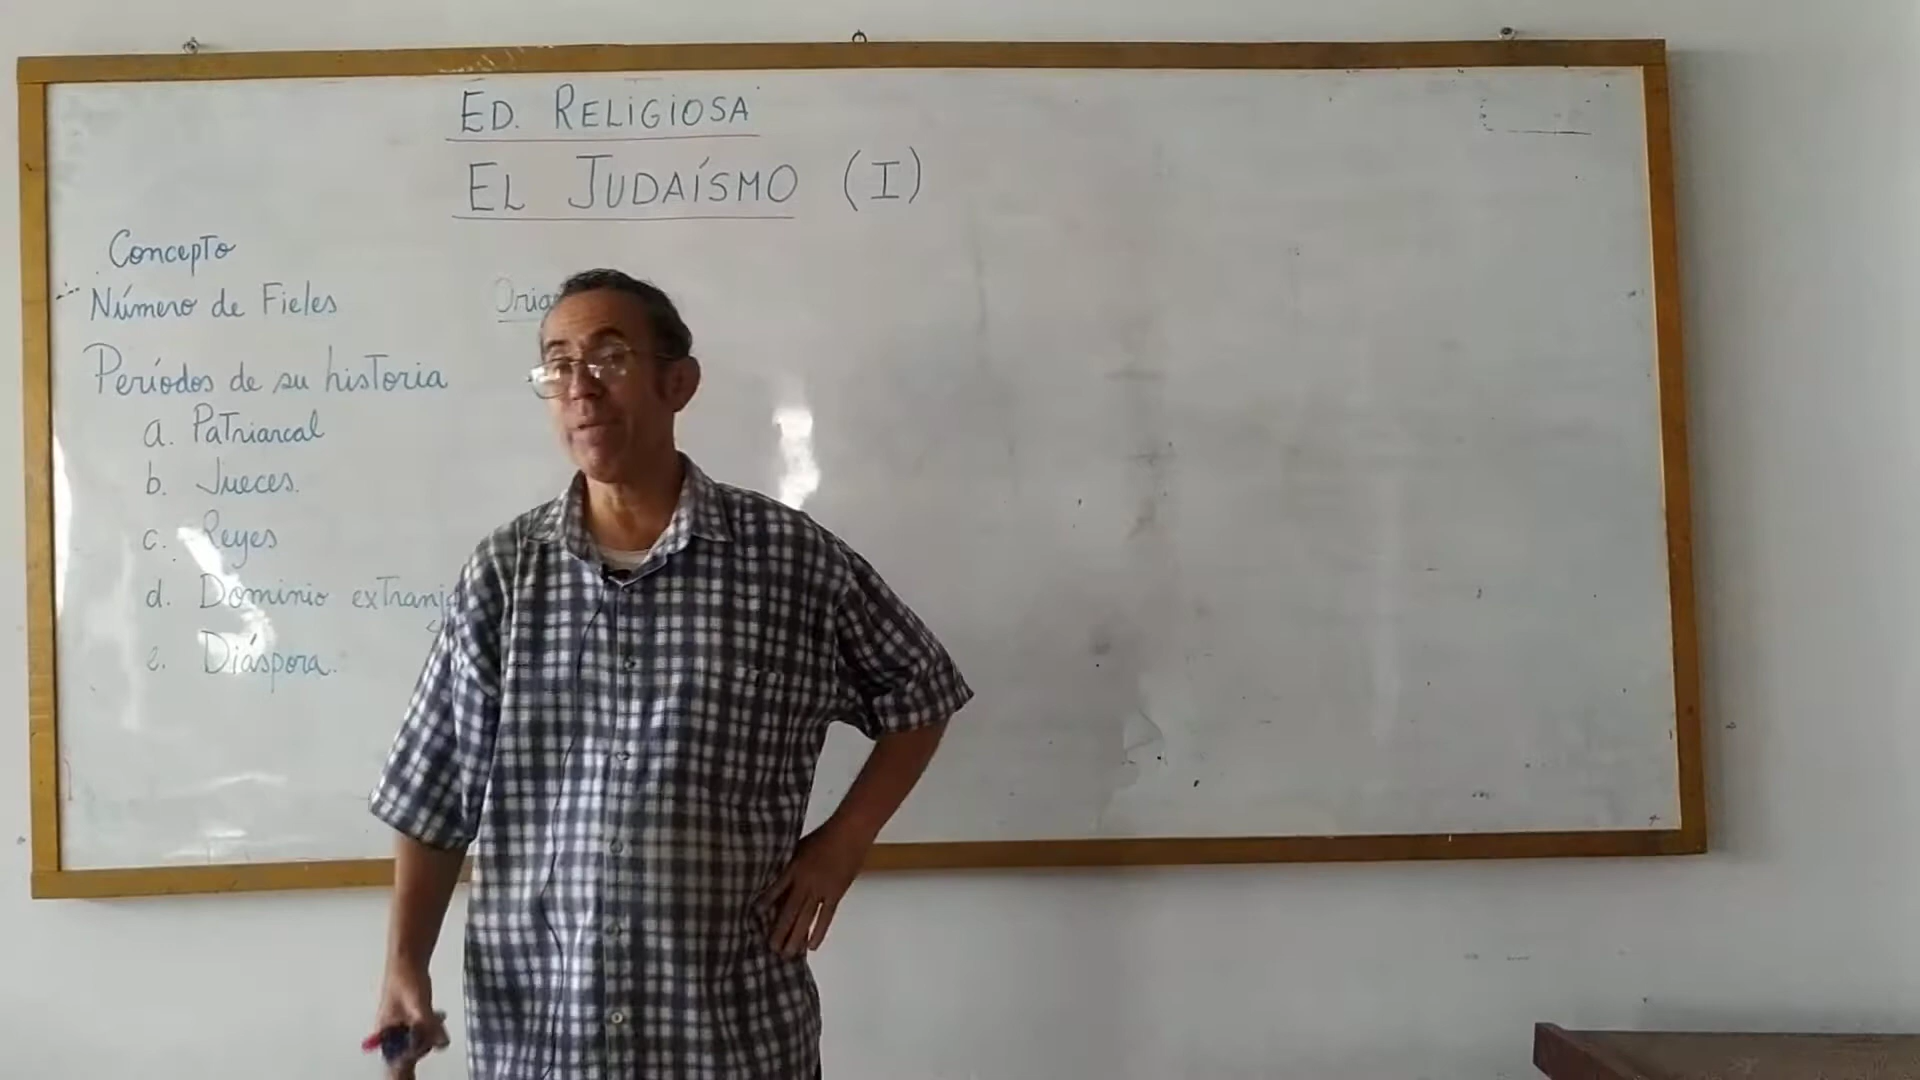 ED. RELIGIOSA
EL JUDAÍSMO (I)
Concepto
Número de Fieles
Períodos de su historia
a. Patriarcal
b. Jueces.
c. Reyes
d. Dominio
e. Diáspora.